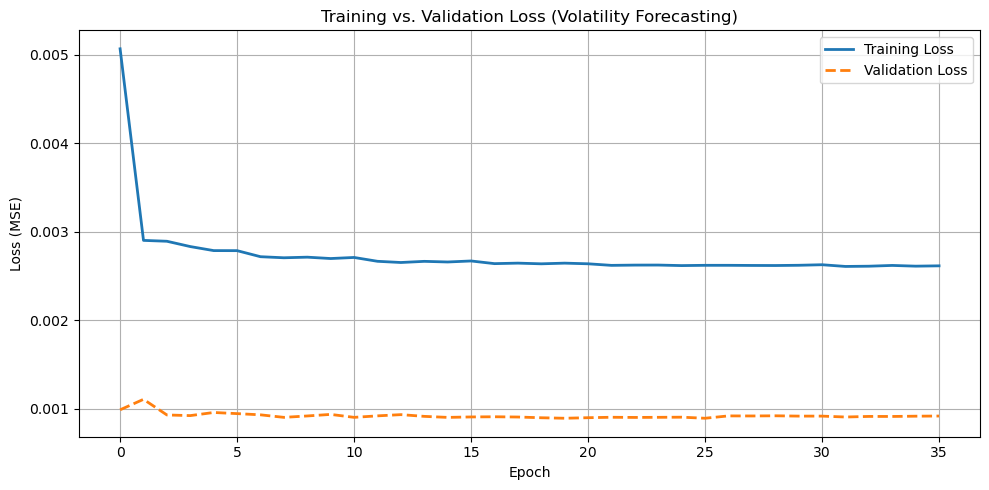 Training vs. Validation Loss (Volatility Forecasting)
Training Loss
Validation Loss
Loss (MSE)
0.005
0.004
0.003
0.002
0.001
0 5 10 15 20 25 30 35
Epoch